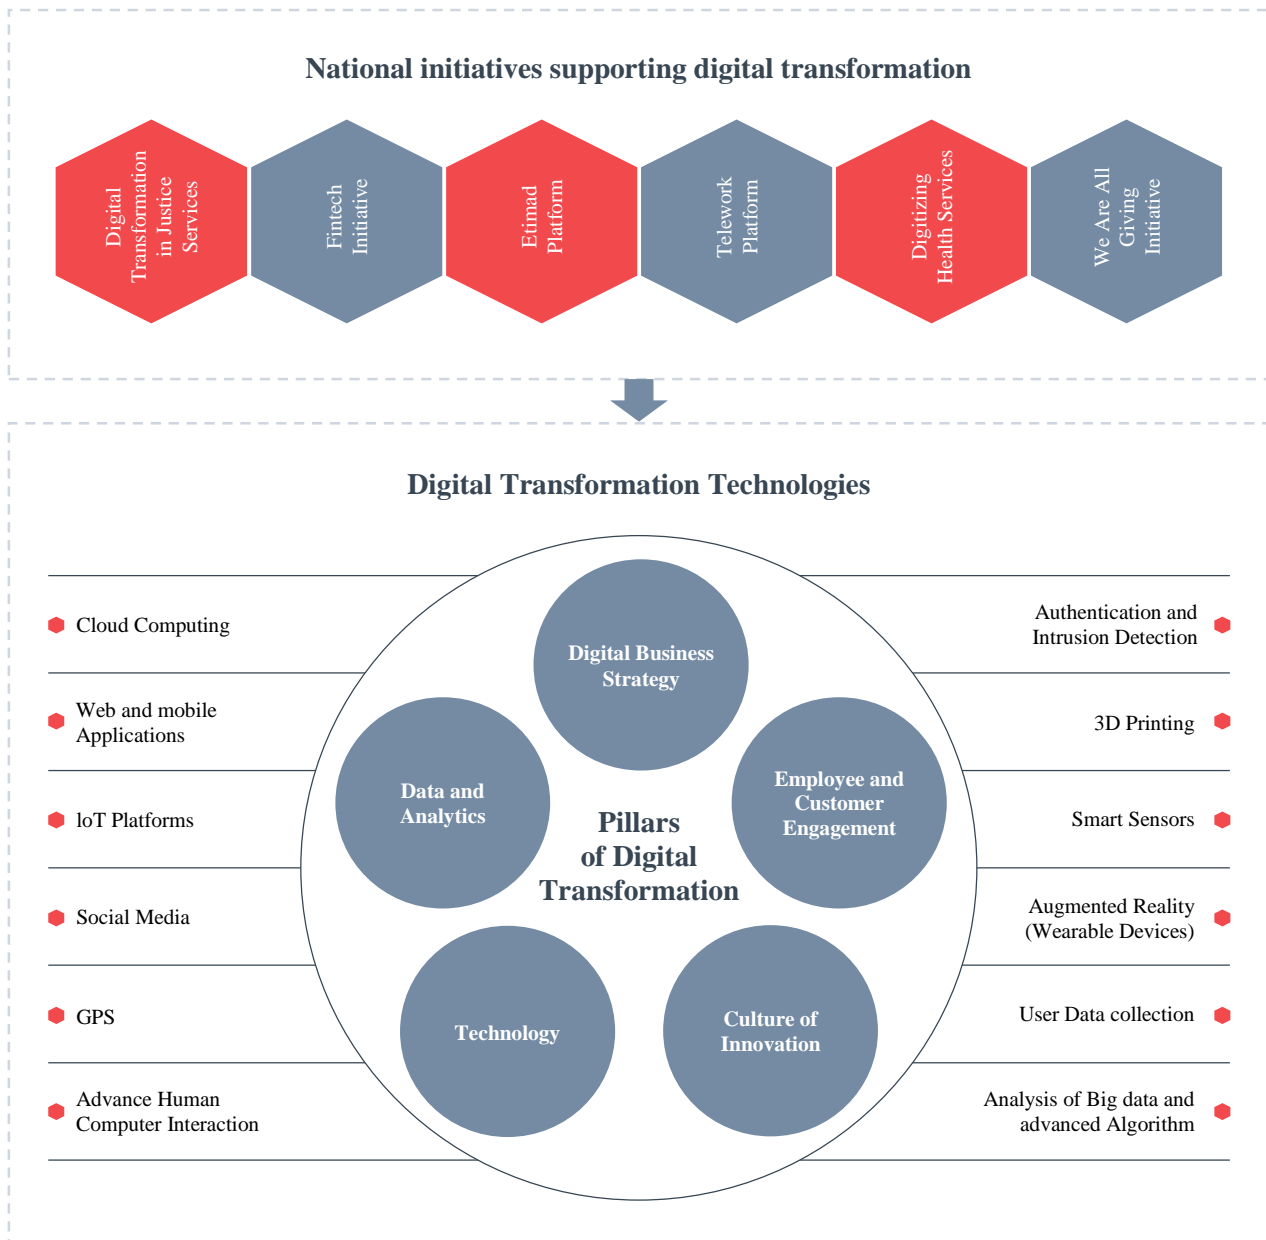 National initiatives supporting digital transformation
Digital
Transformation
in Justice
Services
Fintech
Initiative
Etimad
Platform
Telework
Platform
Digitizing
Health Services
We Are All
Giving
Initiative
Digital Transformation Technologies
Cloud Computing
Web and mobile
Applications
loT Platforms
Social Media
GPS
Advance Human
Computer Interaction
Digital Business
Strategy
Data and
Analytics
Employee and
Customer
Engagement
Pillars
of Digital
Transformation
Technology
Culture of
Innovation
Authentication and
Intrusion Detection
3D Printing
Smart Sensors
Augmented Reality
(Wearable Devices)
User Data collection
Analysis of Big data and
advanced Algorithm